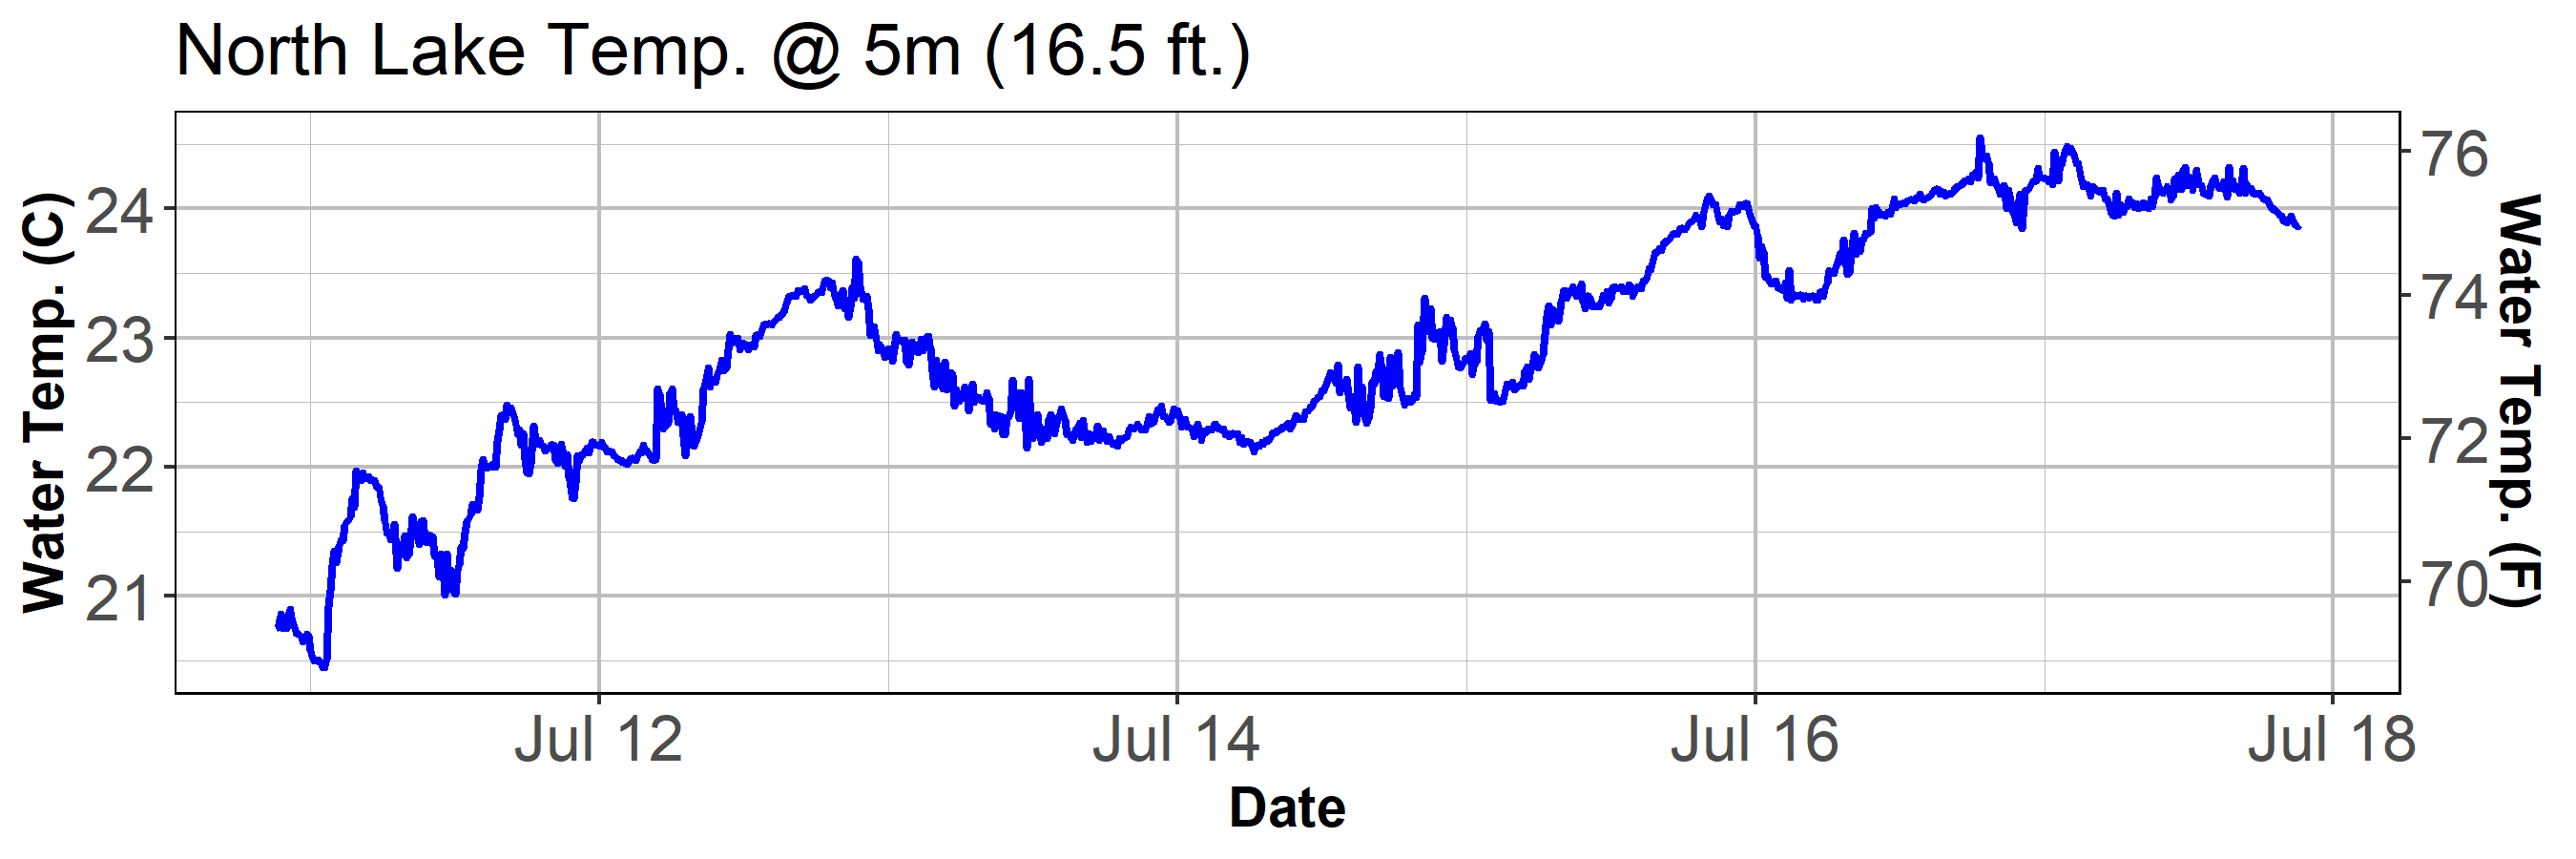 North Lake Temp. @ 5m (16.5 ft.)
Water Temp. (C)
24
23
22
21
76
74
72
70
Water Temp. (F)
Jul 12
Jul 14
Jul 16
Jul 18
Date